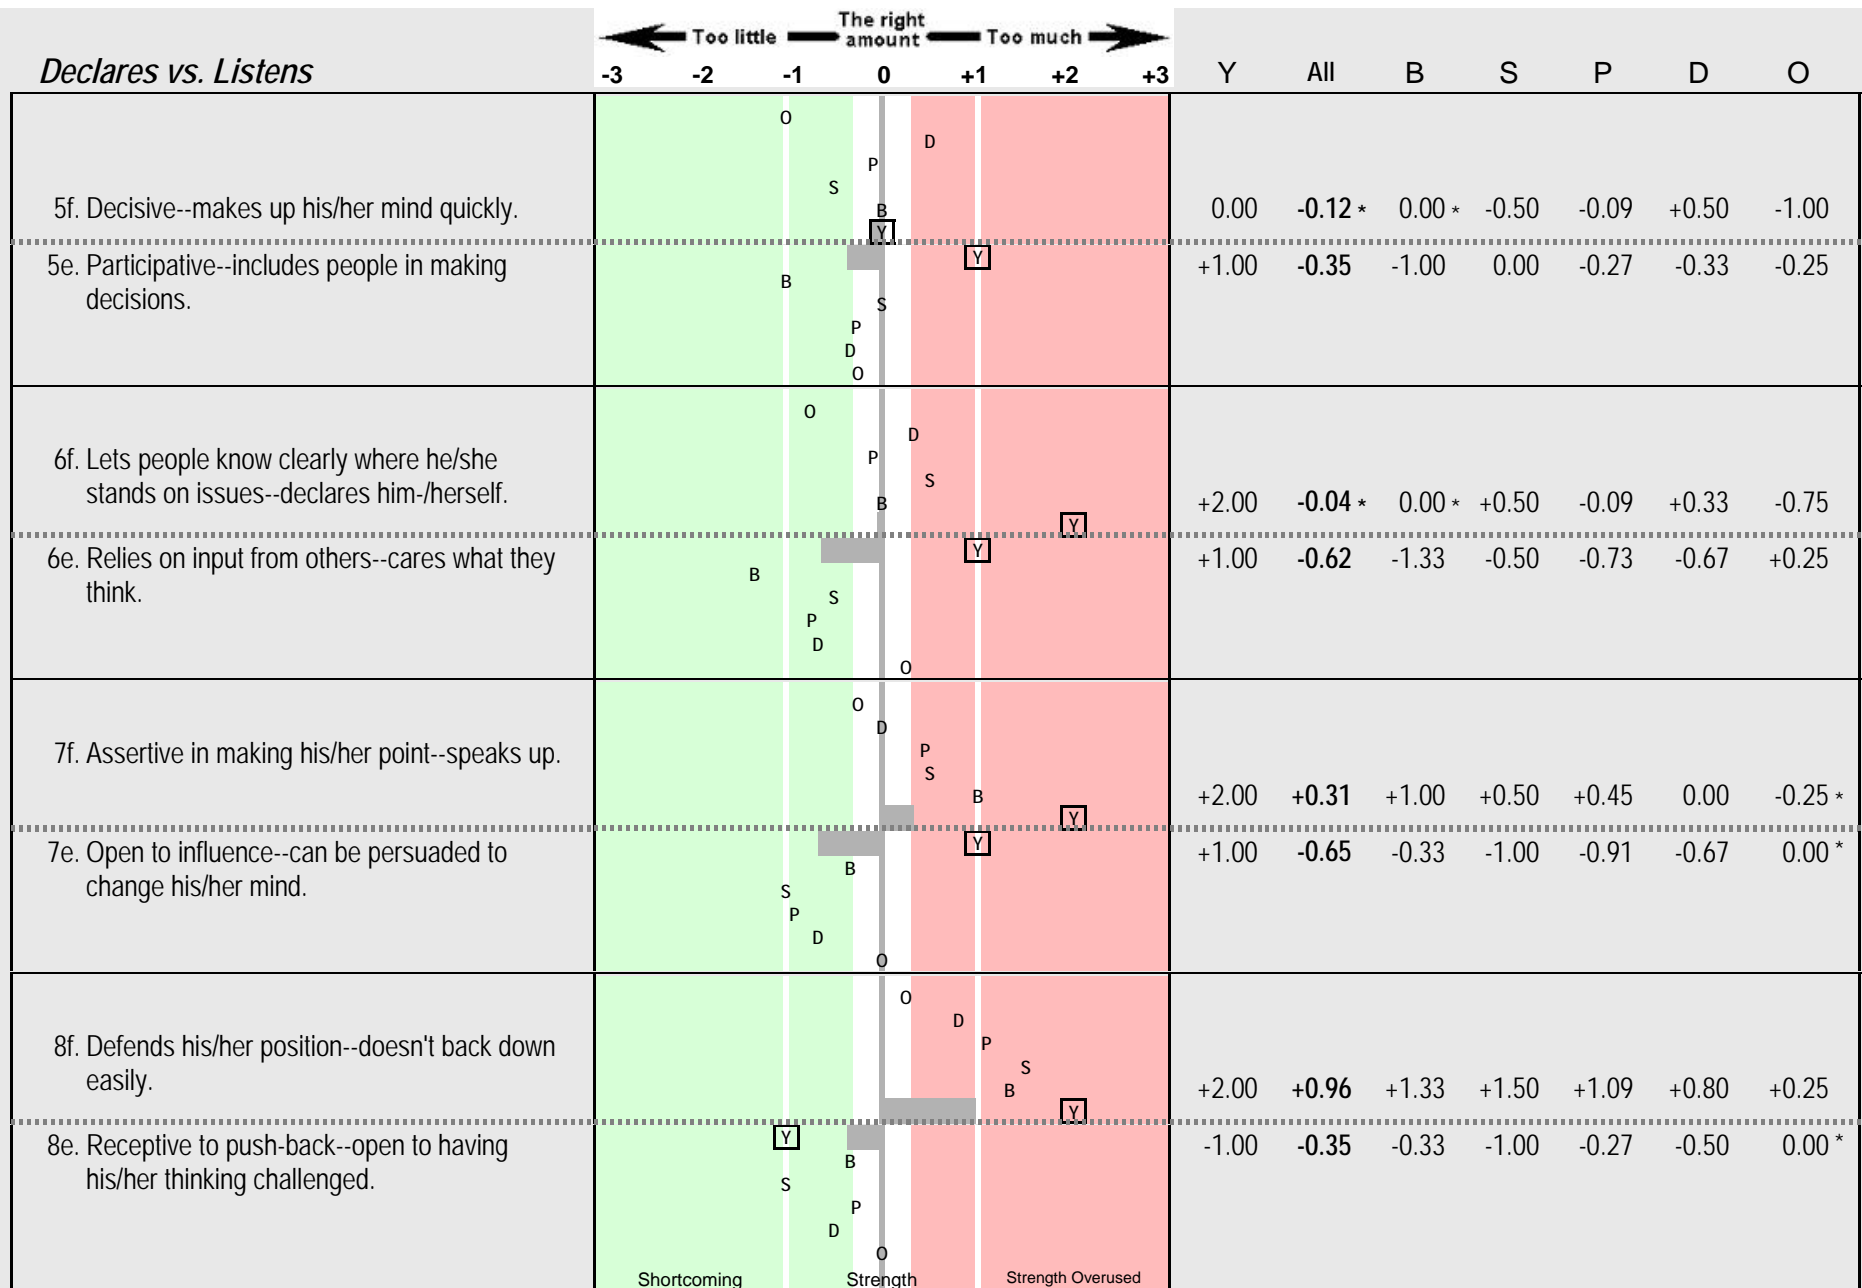 Too little The right amount Too much
Declares vs. Listens -3 -2 -1 0 +1 +2 +3 Y All B S P D O
O
D
P
S
5f. Decisive--makes up his/her mind quickly. B 0.00 -0.12 * 0.00 * -0.50 -0.09 +0.50 -1.00
Y
5e. Participative--includes people in making Y +1.00 -0.35 -1.00 0.00 -0.27 -0.33 -0.25
decisions. B
S
P
D
O
O
D
6f. Lets people know clearly where he/she P
stands on issues--declares him-/herself. S
B +2.00 -0.04 * 0.00 * +0.50 -0.09 +0.33 -0.75
Y
6e. Relies on input from others--cares what they Y +1.00 -0.62 -1.33 -0.50 -0.73 -0.67 +0.25
think. B
S
P
D
O
O
D
7f. Assertive in making his/her point--speaks up. P
S
B +2.00 +0.31 +1.00 +0.50 +0.45 0.00 -0.25 *
Y
7e. Open to influence--can be persuaded to Y +1.00 -0.65 -0.33 -1.00 -0.91 -0.67 0.00 *
change his/her mind. B
S
P
D
O
O
D
8f. Defends his/her position--doesn't back down P
easily. S
B +2.00 +0.96 +1.33 +1.50 +1.09 +0.80 +0.25
Y
8e. Receptive to push-back--open to having Y -1.00 -0.35 -0.33 -1.00 -0.27 -0.50 0.00 *
his/her thinking challenged. B
S
P
D
O
Shortcoming Strength Strength Overused